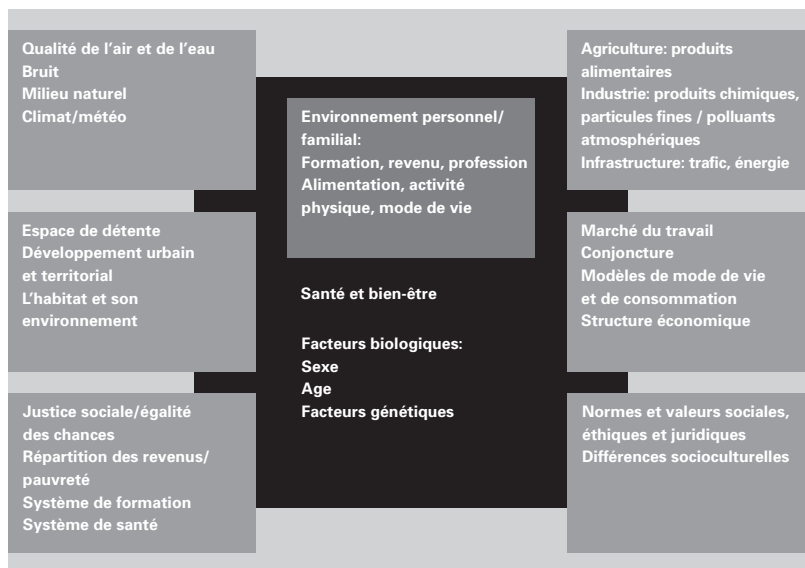 Qualité de l'air et de l'eau
Bruit
Milieu naturel
Climat/météo
Espace de détente
Développement urbain
et territorial
L'habitat et son
environnement
Justice sociale/égalité
des chances
Répartition des revenus/
pauvreté
Système de formation
Système de santé
Environnement personnel/
familial:
Formation, revenu, profession
Alimentation, activité
physique, mode de vie
Santé et bien-être
Facteurs biologiques:
Sexe
Age
Facteurs génétiques
Agriculture: produits
alimentaires
Industrie: produits chimiques,
particules fines / polluants
atmosphériques
Infrastructure: trafic, énergie
Marché du travail
Conjoncture
Modèles de mode de vie
et de consommation
Structure économique
Normes et valeurs sociales,
éthiques et juridiques
Différences socioculturelles